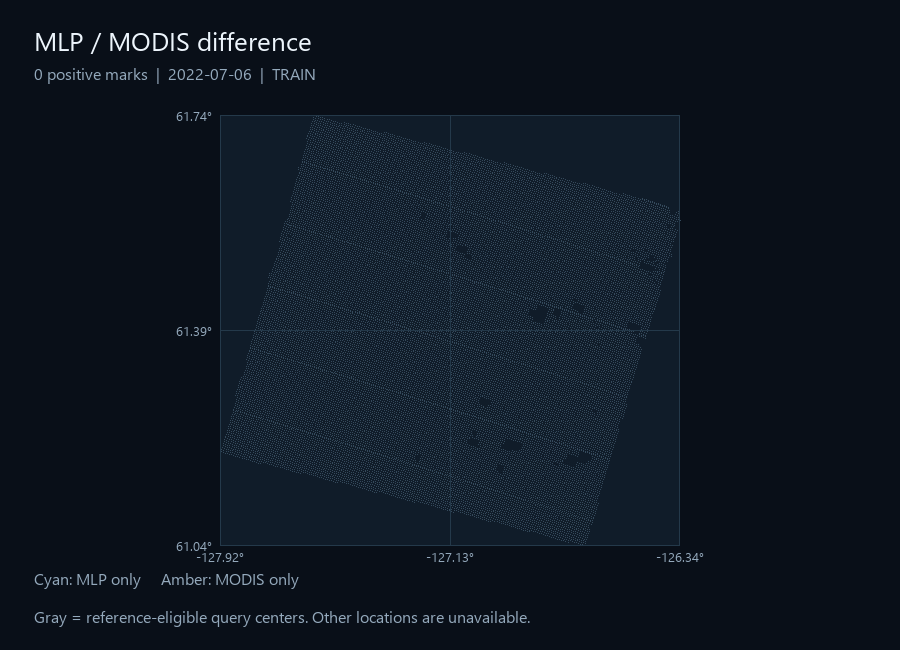 MLP / MODIS difference
0 positive marks | 2022-07-06 | TRAIN
61.74°
61.39°
61.04°
-127.92° -127.13° -126.34°
Cyan: MLP only Amber: MODIS only
Gray = reference-eligible query centers. Other locations are unavailable.